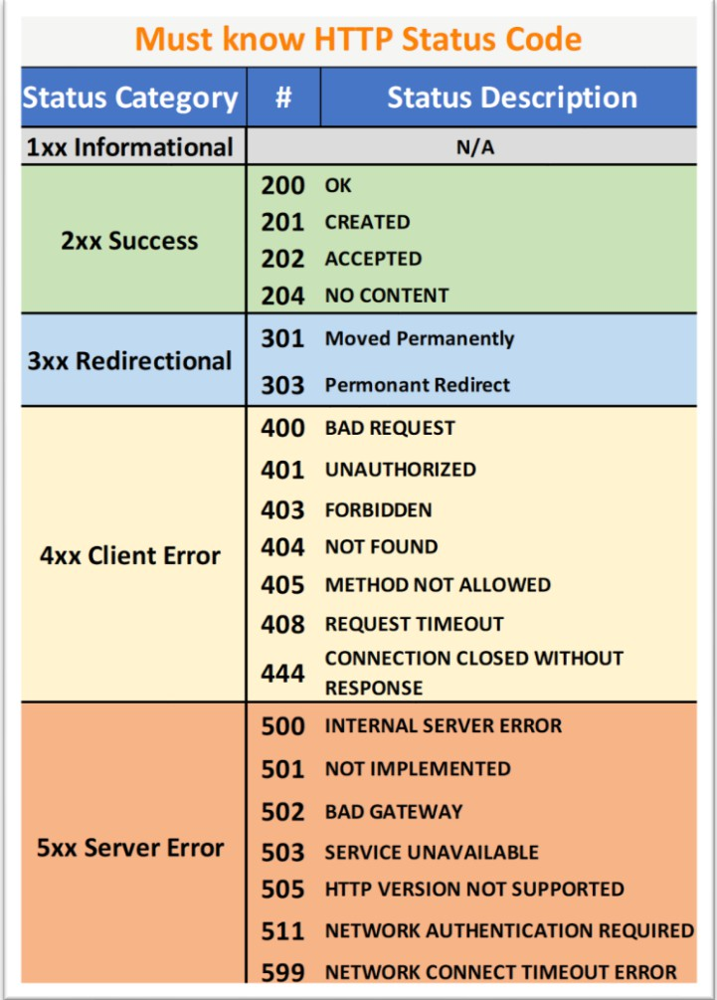 Must know HTTP Status Code
Status Category # Status Description
1xx Informational N/A
2xx Success
200 OK
201 CREATED
202 ACCEPTED
204 NO CONTENT
3xx Redirectional
301 Moved Permanently
303 Permonant Redirect
4xx Client Error
400 BAD REQUEST
401 UNAUTHORIZED
403 FORBIDDEN
404 NOT FOUND
405 METHOD NOT ALLOWED
408 REQUEST TIMEOUT
444 CONNECTION CLOSED WITHOUT
RESPONSE
5xx Server Error
500 INTERNAL SERVER ERROR
501 NOT IMPLEMENTED
502 BAD GATEWAY
503 SERVICE UNAVAILABLE
505 HTTP VERSION NOT SUPPORTED
511 NETWORK AUTHENTICATION REQUIRED
599 NETWORK CONNECT TIMEOUT ERROR